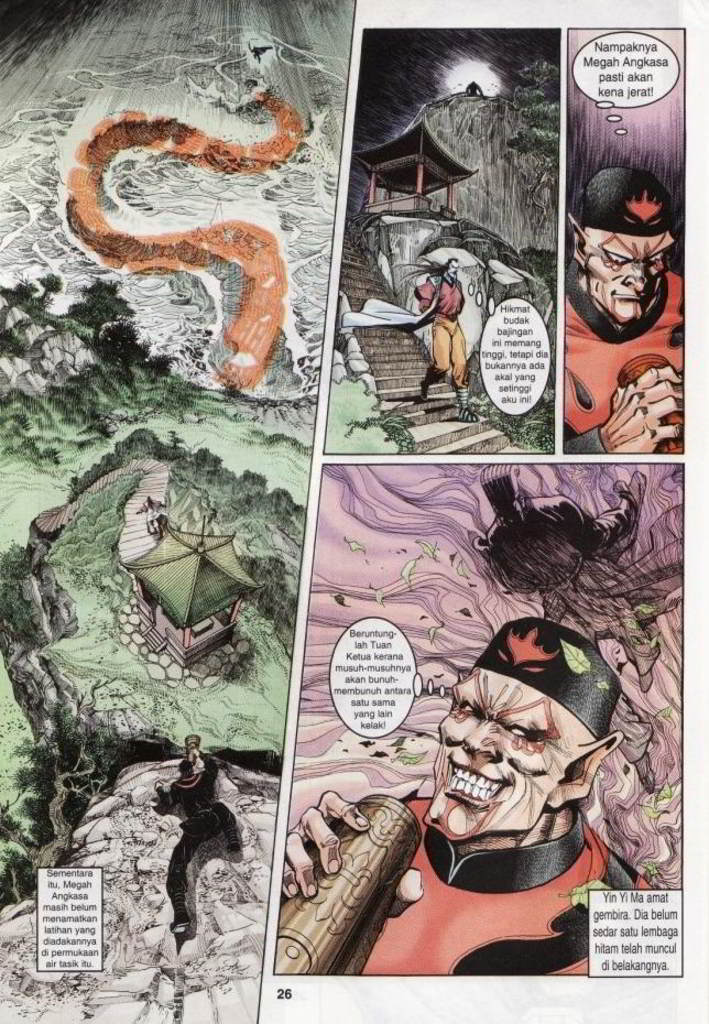 Sementara
itu, Megah
Angkasa
masih belum
menamatkan
latihan yang
diadakannya
di permukaan
air tasik itu.
Hikmat
budak
bajingan
ini memang
tinggi, tetapi dia
bukannya ada
akal yang
setinggi
aku ini!
Nampaknya
Megah Angkasa
pasti akan
kena jerat!
Beruntung-
lah Tuan
Ketua kerana
musuh-musuhnya
akan bunuh-
membunuh antara
satu sama
yang lain
kelak!
Yin Yi Ma amat
gembira. Dia belum
sedar satu lembaga
hitam telah muncul
di belakangnya.
26